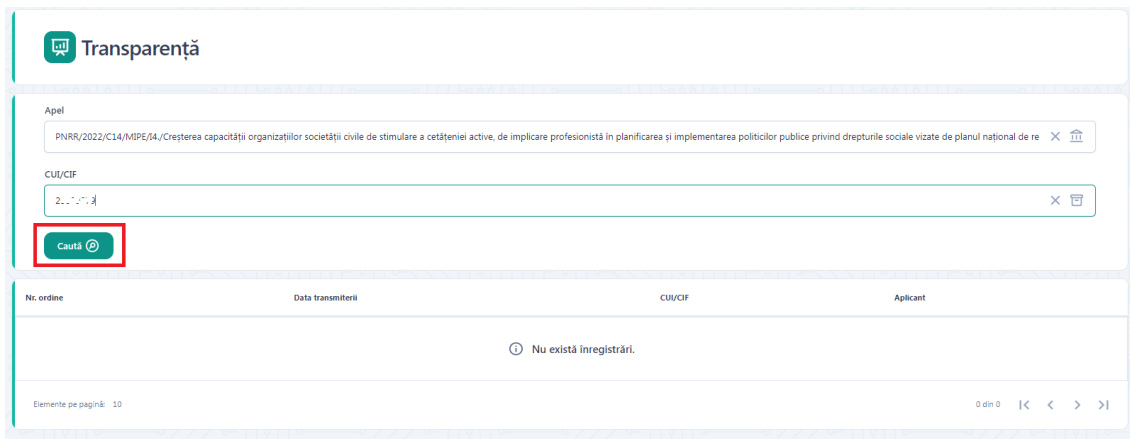 Transparență
Apel
PNRR/2022/C14/MIPE/I4./Creșterea capacității organizațiilor societății civile de stimulare a cetățeniei active, de implicare profesionistă în planificarea și implementarea politicilor publice privind drepturile sociale vizate de planul național de re
CUI/CIF
Caută
Nr. ordine Data transmiterii CUI/CIF Aplicant
Nu există înregistrări.
Elemente pe pagină: 10 0 din 0